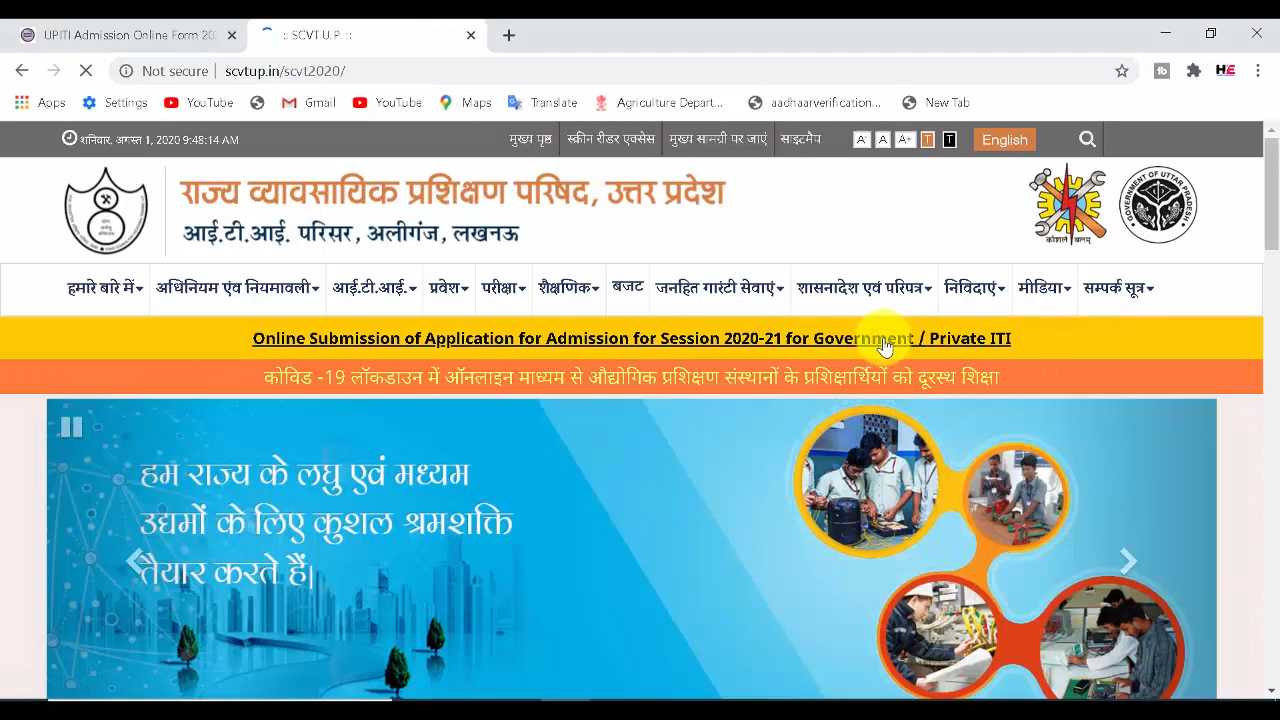 UPITI Admission Online Form 202
:: SCVT U.P. ::
Not secure | scvtup.in/scvt2020/
Apps Settings YouTube Gmail YouTube Maps Translate Agriculture Depart... aadhaarverification... New Tab
शनिवार, अगस्त 1, 2020 9:48:14 AM
मुख्य पृष्ठ स्क्रीन रीडर एक्सेस मुख्य सामग्री पर जाएं साइटमैप A- A A+ T T English
राज्य व्यावसायिक प्रशिक्षण परिषद, उत्तर प्रदेश
आई.टी.आई. परिसर, अलीगंज, लखनऊ
कौशलं बलम्
GOVERNMENT OF UTTAR PRADESH
हमारे बारे में अधिनियम एंव नियमावली आई.टी.आई. प्रवेश परीक्षा शैक्षणिक बजट जनहित गारंटी सेवाएं शासनादेश एवं परिपत्र निविदाएं मीडिया सम्पर्क सूत्र
Online Submission of Application for Admission for Session 2020-21 for Government / Private ITI
कोविड -19 लॉकडाउन में ऑनलाइन माध्यम से औद्योगिक प्रशिक्षण संस्थानों के प्रशिक्षार्थियों को दूरस्थ शिक्षा
हम राज्य के लघु एवं मध्यम
उद्यमों के लिए कुशल श्रमशक्ति
तैयार करते हैं।